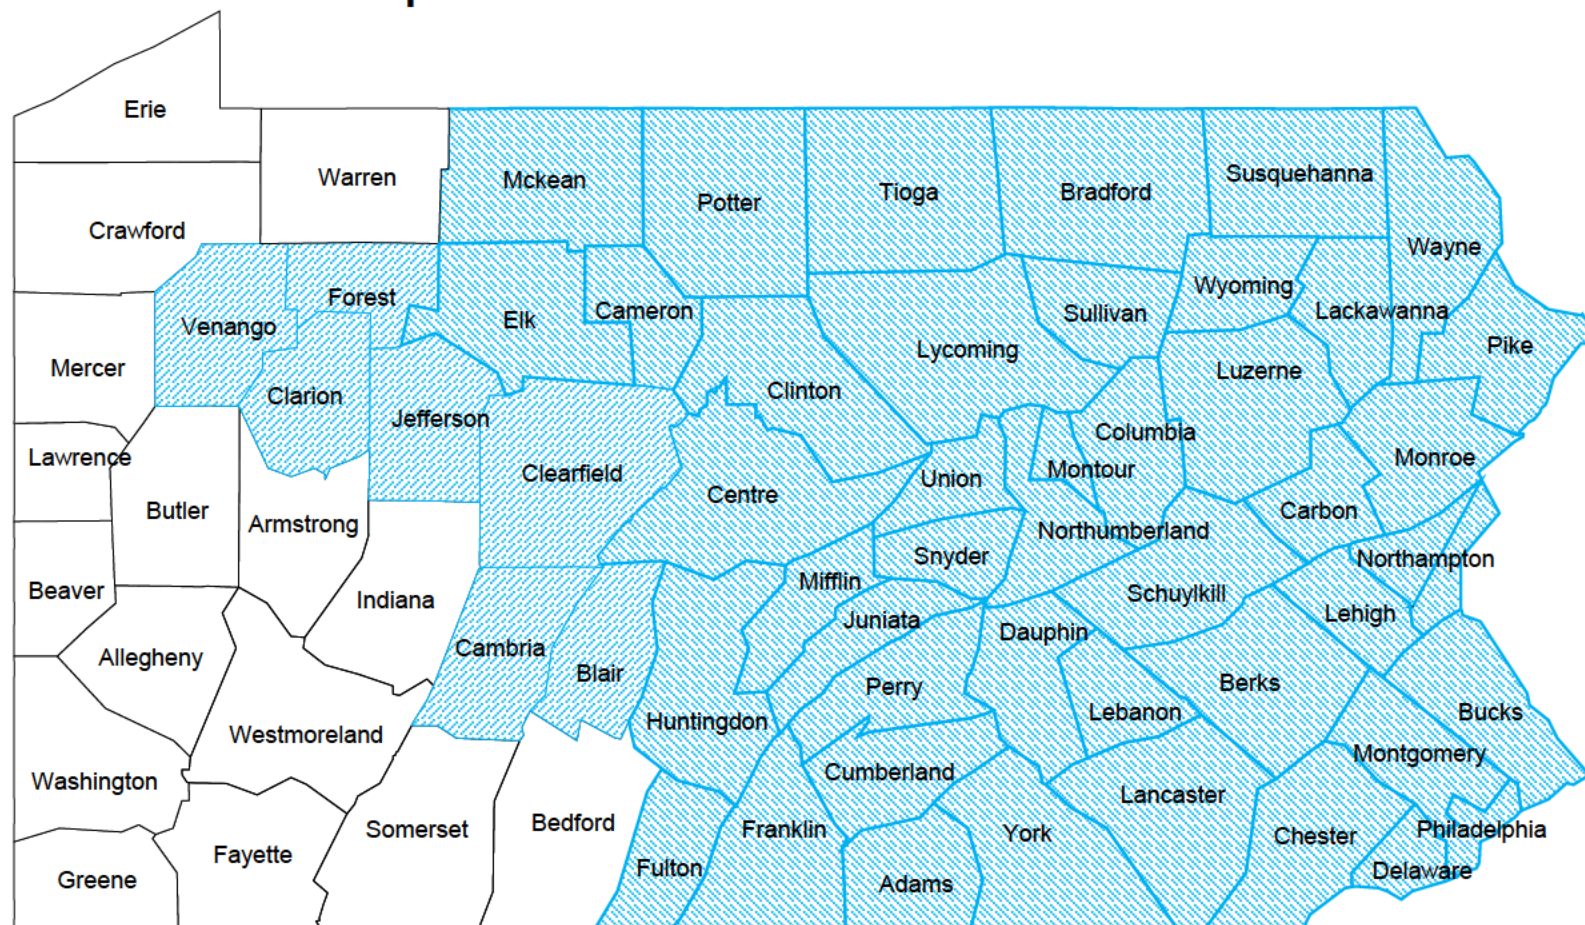 Erie
Warren
Mckean
Potter
Tioga
Bradford
Susquehanna
Crawford
Wayne
Venango
Forest
Elk
Cameron
Sullivan
Wyoming
Lackawanna
Mercer
Lycoming
Pike
Clarion
Jefferson
Clinton
Luzerne
Lawrence
Clearfield
Centre
Union
Montour
Columbia
Monroe
Butler
Armstrong
Snyder
Northumberland
Carbon
Beaver
Indiana
Mifflin
Juniata
Schuylkill
Northampton
Lehigh
Allegheny
Cambria
Blair
Perry
Dauphin
Lebanon
Berks
Bucks
Westmoreland
Huntingdon
Montgomery
Washington
Somerset
Bedford
Cumberland
Lancaster
Greene
Fayette
Fulton
Franklin
Adams
York
Chester
Delaware
Philadelphia